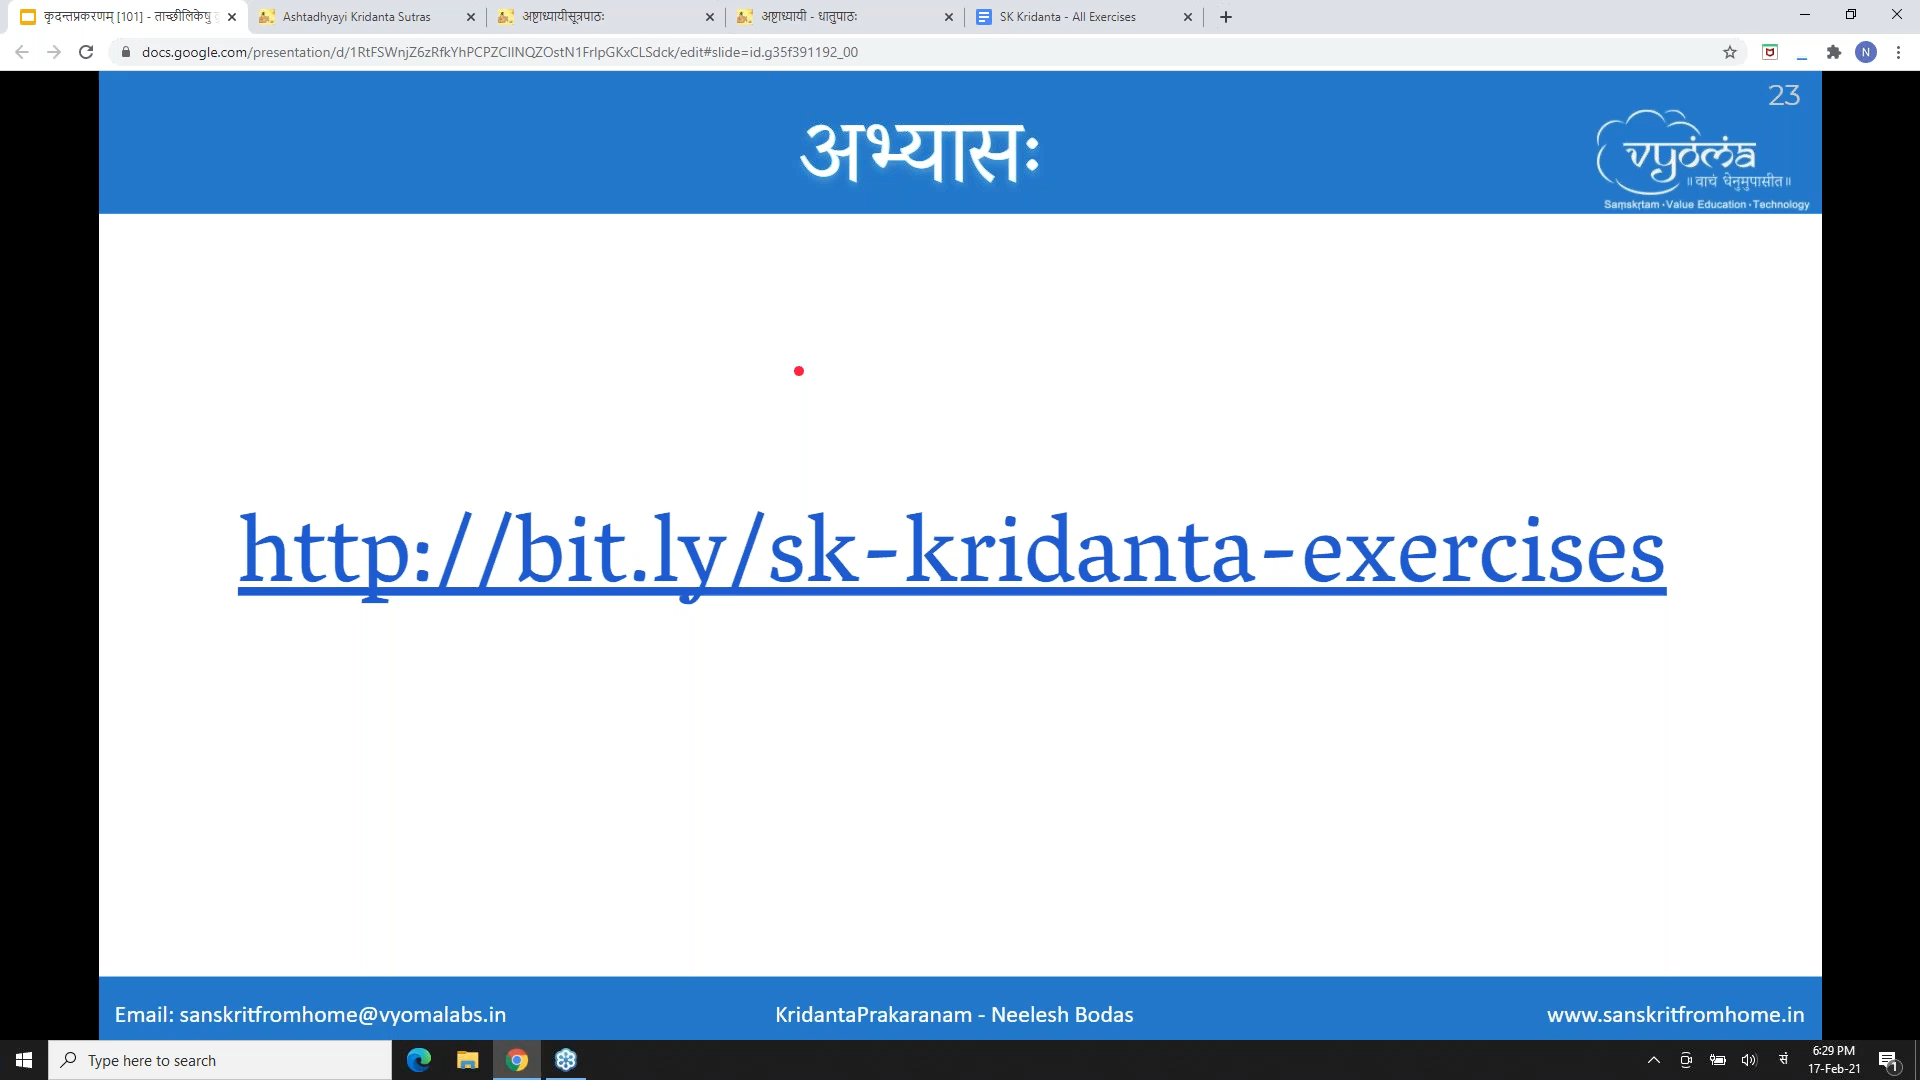 कृदन्तप्रकरणम् [101] - ताच्छीलिकेषु
Ashtadhyayi Kridanta Sutras
अष्टाध्यायीसूत्रपाठः
अष्टाध्यायी - धातुपाठः
SK Kridanta - All Exercises
docs.google.com/presentation/d/1RtFSWnjZ6zRfkYhPCPZCIINQZOstN1FrlpGKxCLSdck/edit#slide=id.g35f391192_00
N
23
अभ्यासः
vyoma
॥ वाचं धेनुमुपासीत॥
Saṃskṛtam • Value Education • Technology
http://bit.ly/sk-kridanta-exercises
Email: sanskritfromhome@vyomalabs.in
KridantaPrakaranam - Neelesh Bodas
www.sanskritfromhome.in
Type here to search
सं
6:29 PM
17-Feb-21
1